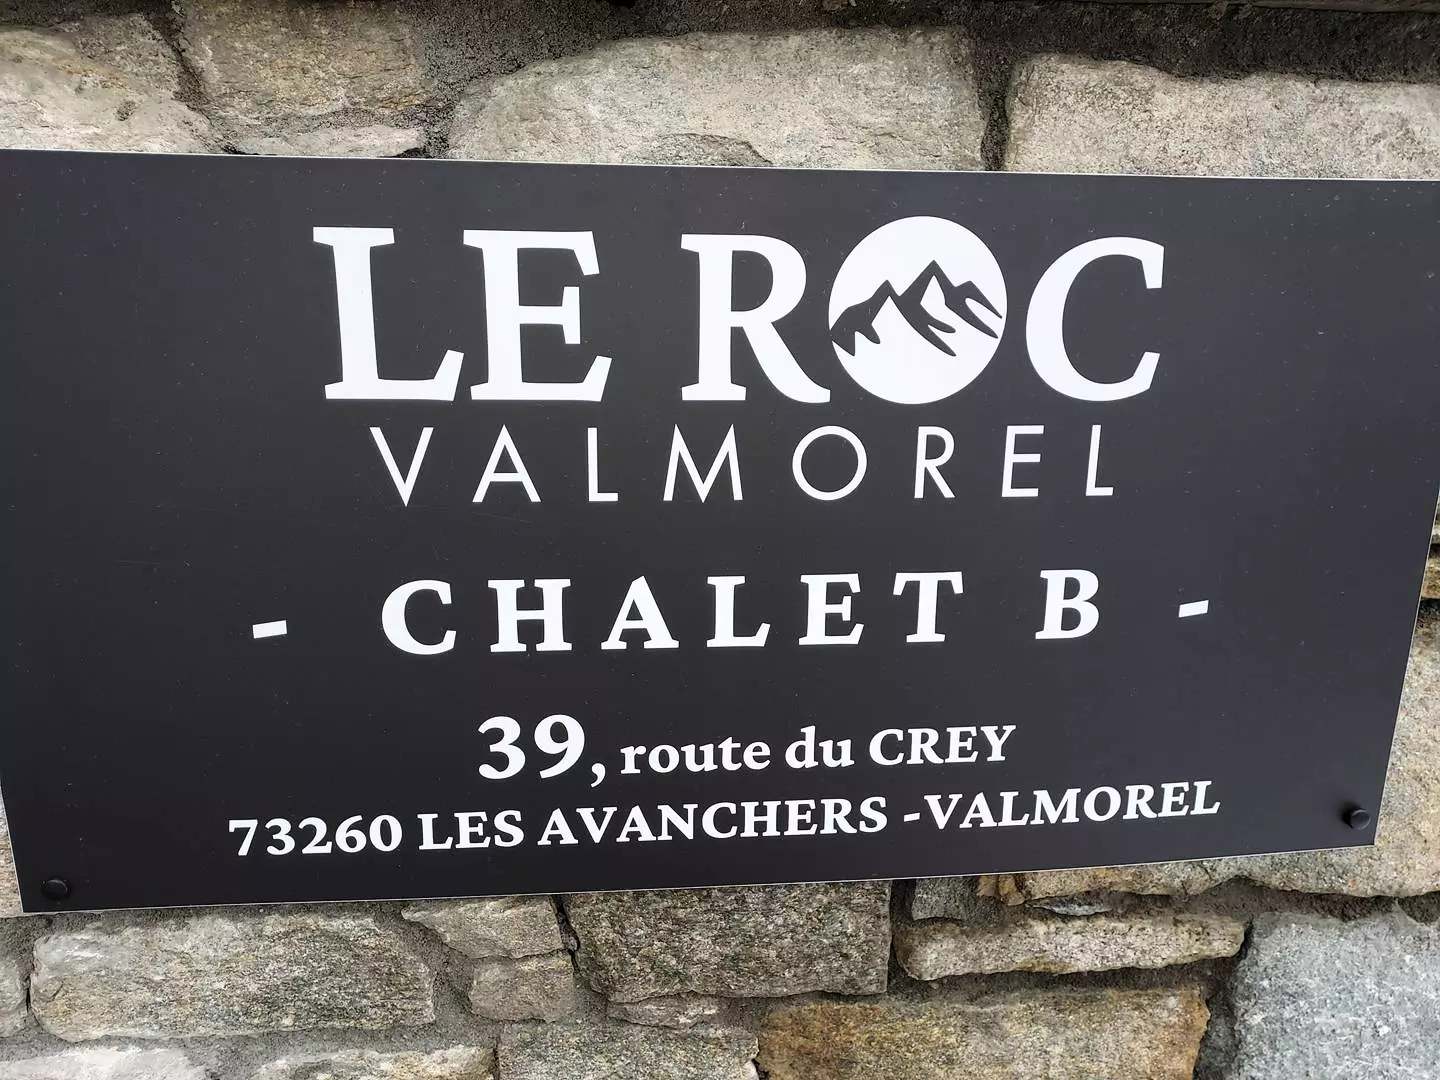 LE ROC
VALMOREL
- CHALET B -
39, route du CREY
73260 LES AVANCHERS -VALMOREL